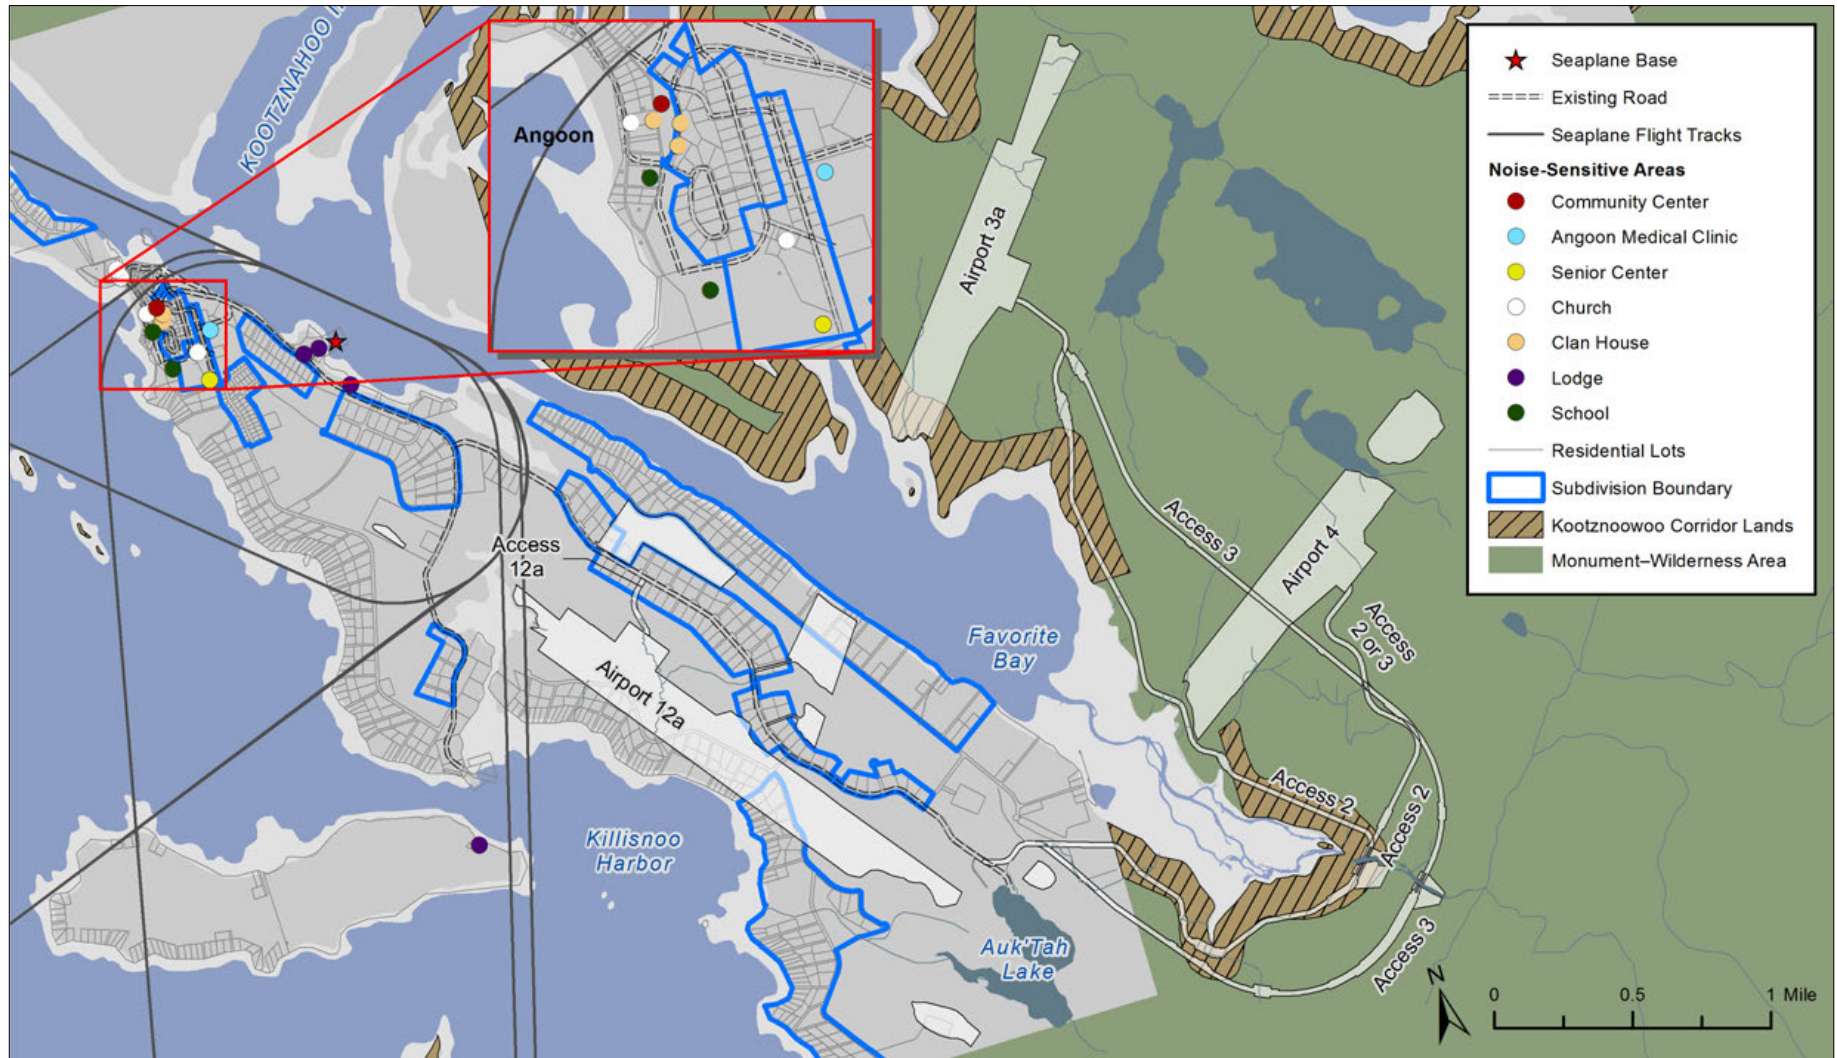 KOOTZNAHOO
Angoon
Airport 3a
Access 3
Airport 4
Access
2 or 3
Access
12a
Airport 12a
Favorite
Bay
Access 2
Access 2
Access 3
Killisnoo
Harbor
Auk'Tah
Lake
Seaplane Base
Existing Road
Seaplane Flight Tracks
Noise-Sensitive Areas
Community Center
Angoon Medical Clinic
Senior Center
Church
Clan House
Lodge
School
Residential Lots
Subdivision Boundary
Kootznoowoo Corridor Lands
Monument–Wilderness Area
N
0 0.5 1 Mile